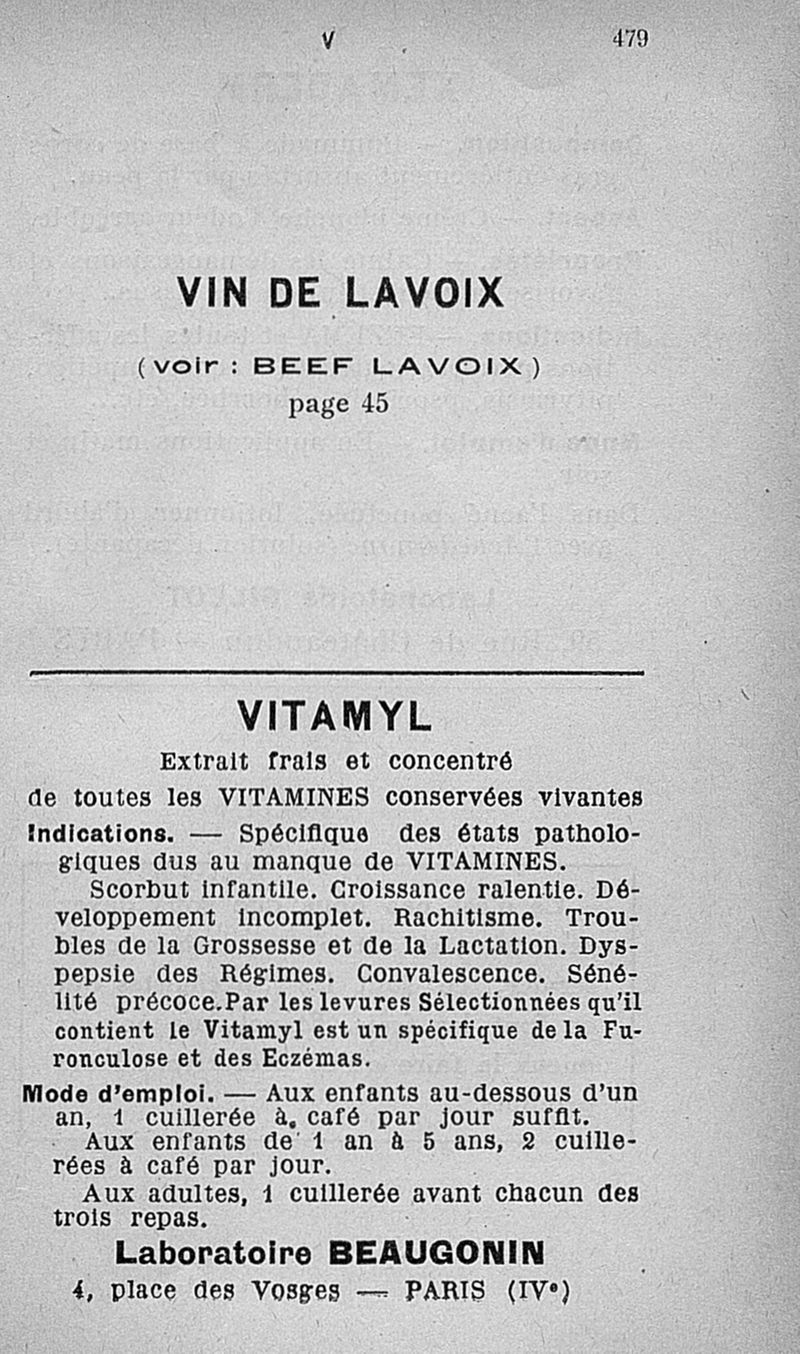 V 479
VIN DE LAVOIX
(voir : BEEF LAVOIX)
page 45
VITAMYL
Extrait frais et concentré
de toutes les VITAMINES conservées vivantes
Indications. — Spécifique des états patholo-
giques dus au manque de VITAMINES.
Scorbut infantile. Croissance ralentie. Dé-
veloppement incomplet. Rachitisme. Trou-
bles de la Grossesse et de la Lactation. Dys-
pepsie des Régimes. Convalescence. Séné-
lité précoce.Par les levures Sélectionnées qu'il
contient le Vitamyl est un spécifique de la Fu-
ronculose et des Eczémas.
Mode d'emploi. — Aux enfants au-dessous d'un
an, 1 cuillerée à café par jour suffit.
Aux enfants de 1 an à 5 ans, 2 cuille-
rées à café par jour.
Aux adultes, 1 cuillerée avant chacun des
trois repas.
Laboratoire BEAUGONIN
4, place des Vosges — PARIS (IVe)